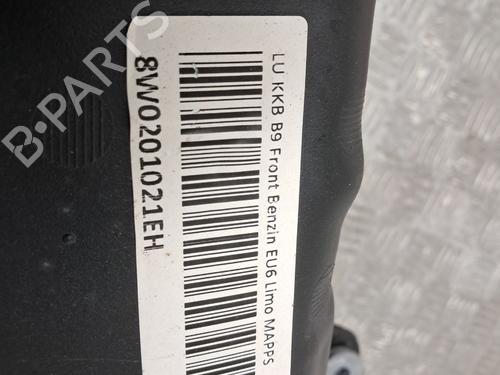 LU KKB B9 Front Benzin EU6 Limo MAPPS
8W0201021EH
B-PARTS